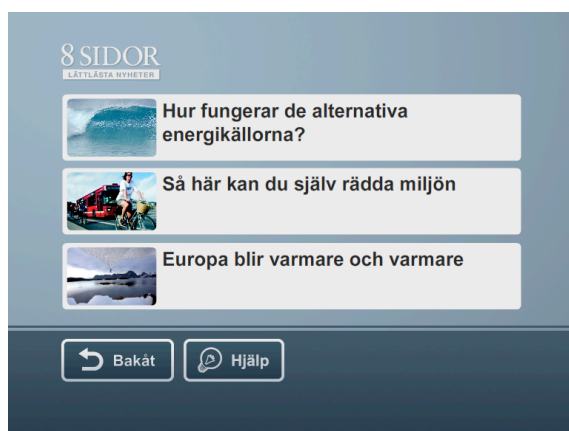 8 SIDOR
LÄTTLÄSTA NYHETER
Hur fungerar de alternativa
energikällorna?
Så här kan du själv rädda miljön
Europa blir varmare och varmare
Bakåt
Hjälp